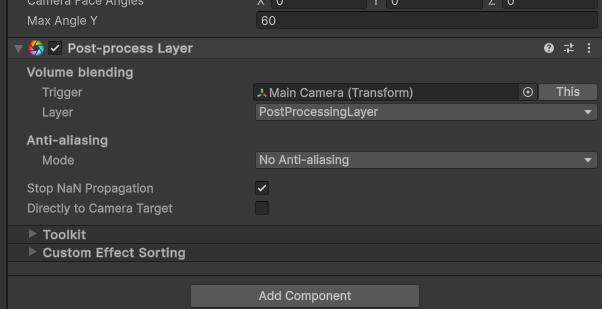 Camera Face Angles X 0 Y 0 Z 0
Max Angle Y 60
Post-process Layer
Volume blending
Trigger Main Camera (Transform) This
Layer PostProcessingLayer
Anti-aliasing
Mode No Anti-aliasing
Stop NaN Propagation
Directly to Camera Target
Toolkit
Custom Effect Sorting
Add Component